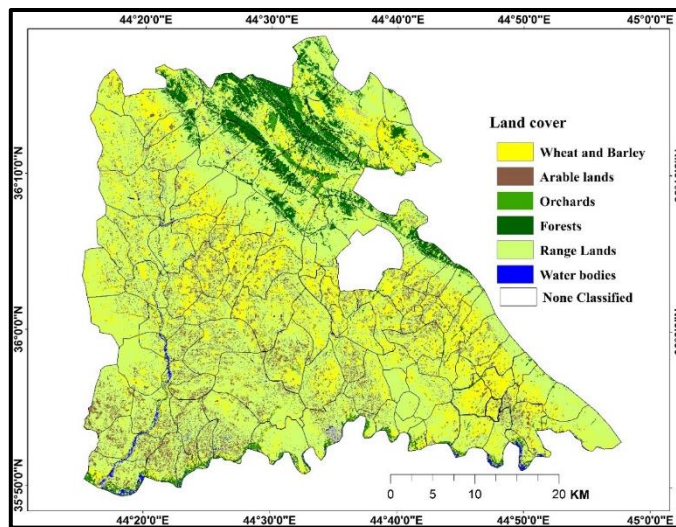 44°20'0"E 44°30'0"E 44°40'0"E 44°50'0"E 45°0'0"E
36°10'0"N
36°0'0"N
35°50'0"N
Land cover
Wheat and Barley
Arable lands
Orchards
Forests
Range Lands
Water bodies
None Classified
0 5 10 20 KM
44°20'0"E 44°30'0"E 44°40'0"E 44°50'0"E 45°0'0"E